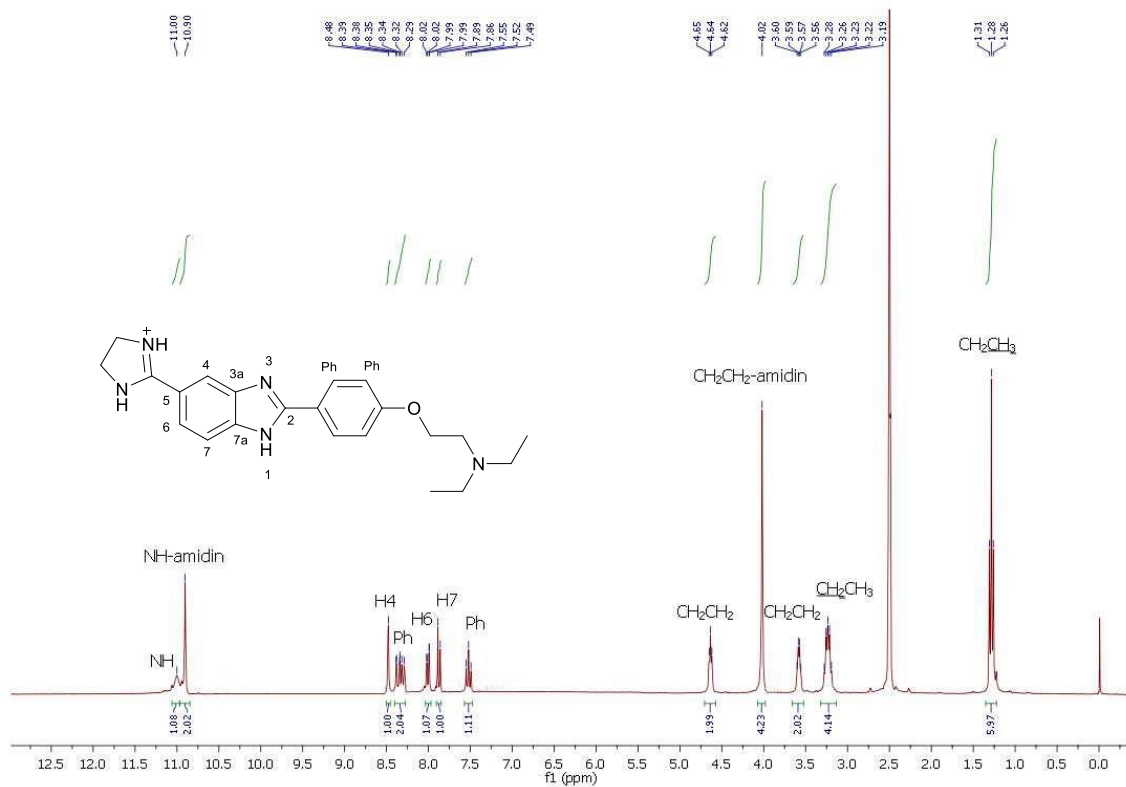 11.00
10.90
8.48
8.39
8.38
8.35
8.34
8.32
8.29
8.02
8.02
7.99
7.99
7.89
7.86
7.55
7.52
7.49
4.65
4.64
4.62
4.02
3.60
3.59
3.57
3.56
3.28
3.26
3.23
3.22
3.19
1.31
1.28
1.26
+
NH
N
H
4
5
6
7
3a
7a
3
N
2
N
H
1
Ph
Ph
O
N
NH
NH-amidin
H4
Ph
H6
H7
Ph
CH2CH2
CH2CH2-amidin
CH2CH2
CH2CH3
CH2CH3
1.08
2.02
1.00
2.04
1.07
1.00
1.11
1.99
4.23
2.02
4.14
5.97
12.5 12.0 11.5 11.0 10.5 10.0 9.5 9.0 8.5 8.0 7.5 7.0 6.5 6.0 5.5 5.0 4.5 4.0 3.5 3.0 2.5 2.0 1.5 1.0 0.5 0.0
f1 (ppm)